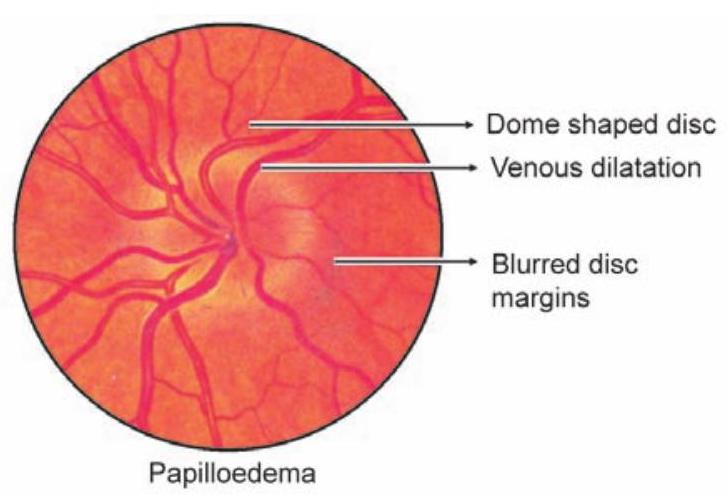 Dome shaped disc
Venous dilatation
Blurred disc
margins
Papilloedema